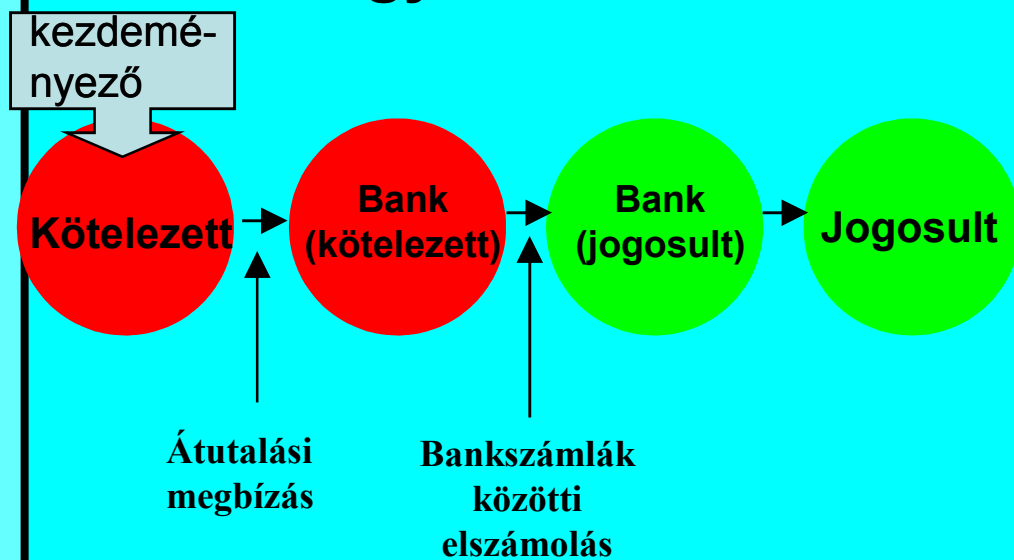 kezdemé-
nyező
Kötelezett
Bank
(kötelezett)
Bank
(jogosult)
Jogosult
Átutalási
megbízás
Bankszámlák
közötti
elszámolás